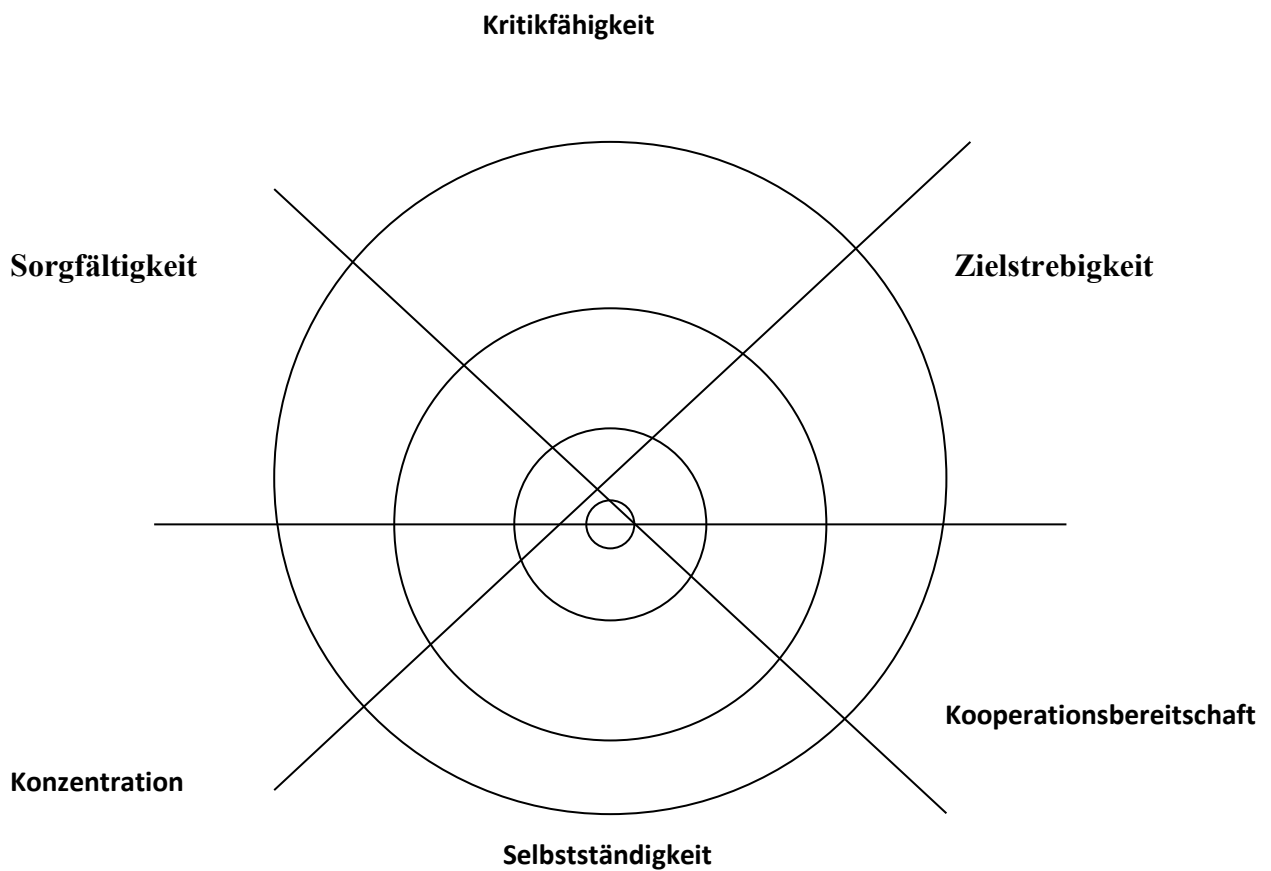 Kritikfähigkeit
Sorgfältigkeit
Zielstrebigkeit
Kooperationsbereitschaft
Konzentration
Selbstständigkeit